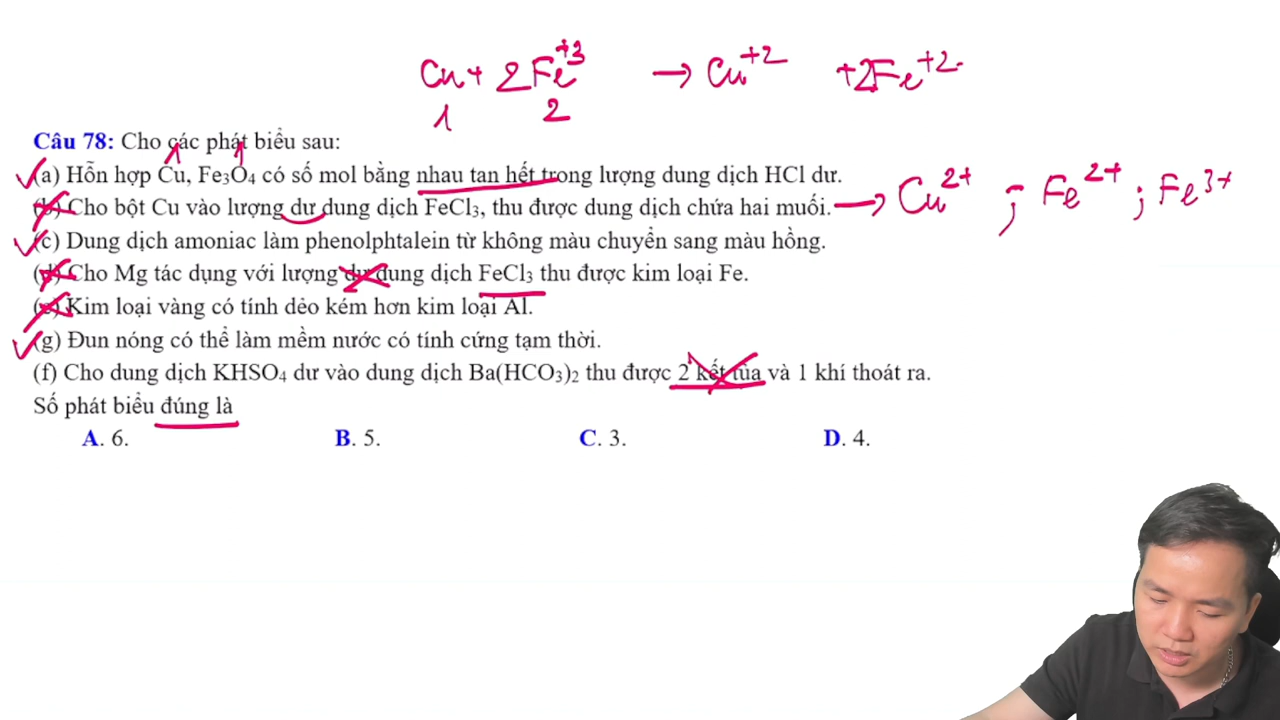 Cu + 2Fe⁺³ → Cu⁺² + 2Fe⁺²
1 2
Câu 78: Cho các phát biểu sau:
1 1
(a) Hỗn hợp Cu, Fe₃O₄ có số mol bằng nhau tan hết trong lượng dung dịch HCl dư.
(b) Cho bột Cu vào lượng dư dung dịch FeCl₃, thu được dung dịch chứa hai muối. → Cu²⁺ ; Fe²⁺ ; Fe³⁺
(c) Dung dịch amoniac làm phenolphtalein từ không màu chuyển sang màu hồng.
(d) Cho Mg tác dụng với lượng dư dung dịch FeCl₃ thu được kim loại Fe.
(e) Kim loại vàng có tính dẻo kém hơn kim loại Al.
(g) Đun nóng có thể làm mềm nước có tính cứng tạm thời.
(f) Cho dung dịch KHSO₄ dư vào dung dịch Ba(HCO₃)₂ thu được 2 kết tủa và 1 khí thoát ra.
Số phát biểu đúng là
A. 6. B. 5. C. 3. D. 4.